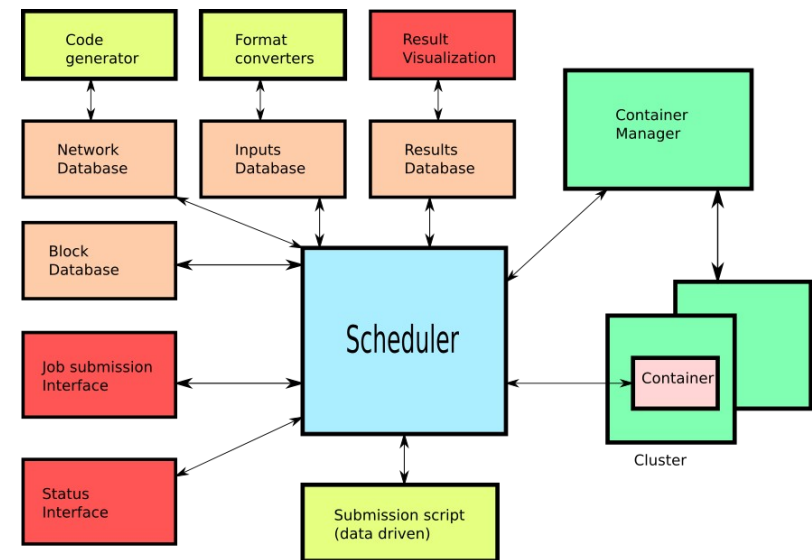 Code
generator
Format
converters
Result
Visualization
Container
Manager
Network
Database
Inputs
Database
Results
Database
Block
Database
Scheduler
Job submission
Interface
Container
Cluster
Status
Interface
Submission script
(data driven)